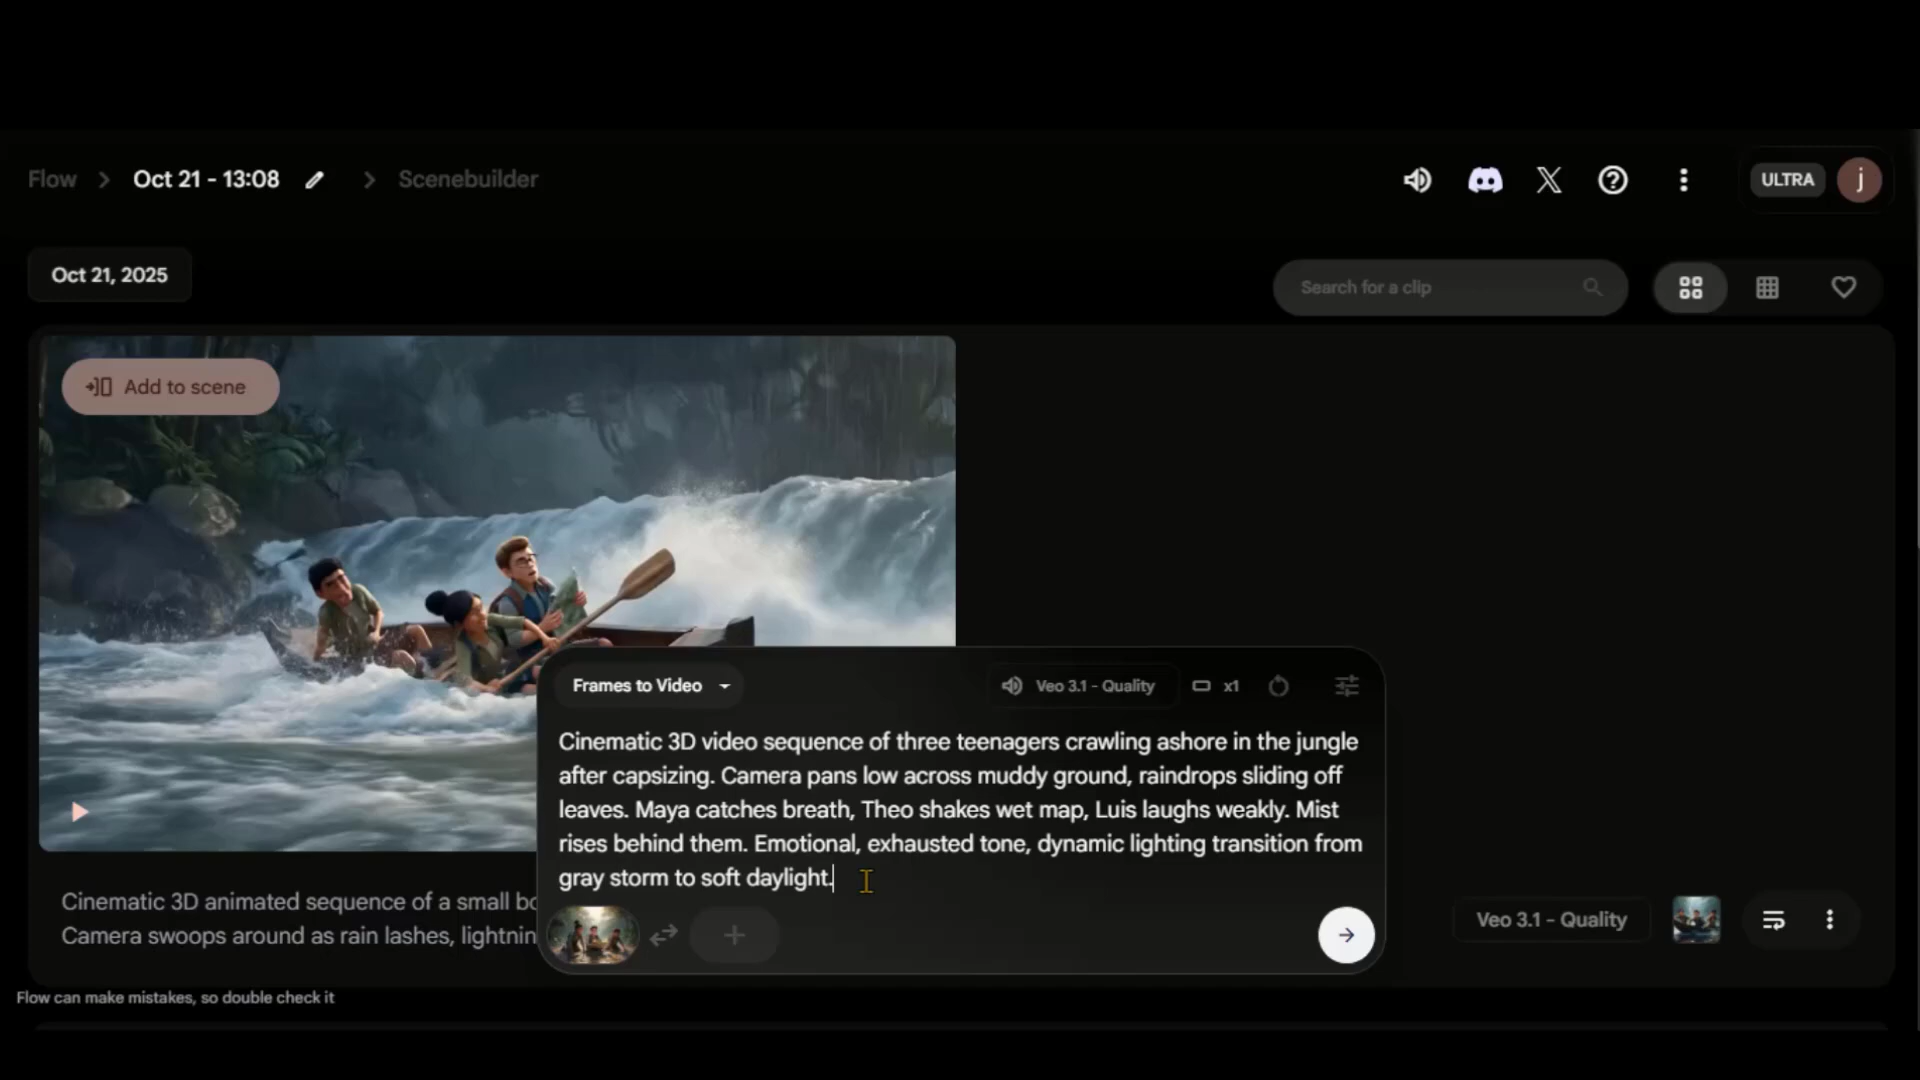 Flow > Oct 21 - 13:08 > Scenebuilder
ULTRA j
Oct 21, 2025
Search for a clip
Add to scene
Frames to Video
Veo 3.1 - Quality
x1
Cinematic 3D video sequence of three teenagers crawling ashore in the jungle
after capsizing. Camera pans low across muddy ground, raindrops sliding off
leaves. Maya catches breath, Theo shakes wet map, Luis laughs weakly. Mist
rises behind them. Emotional, exhausted tone, dynamic lighting transition from
gray storm to soft daylight.
Cinematic 3D animated sequence of a small bo
Camera swoops around as rain lashes, lightnin
Veo 3.1 - Quality
Flow can make mistakes, so double check it